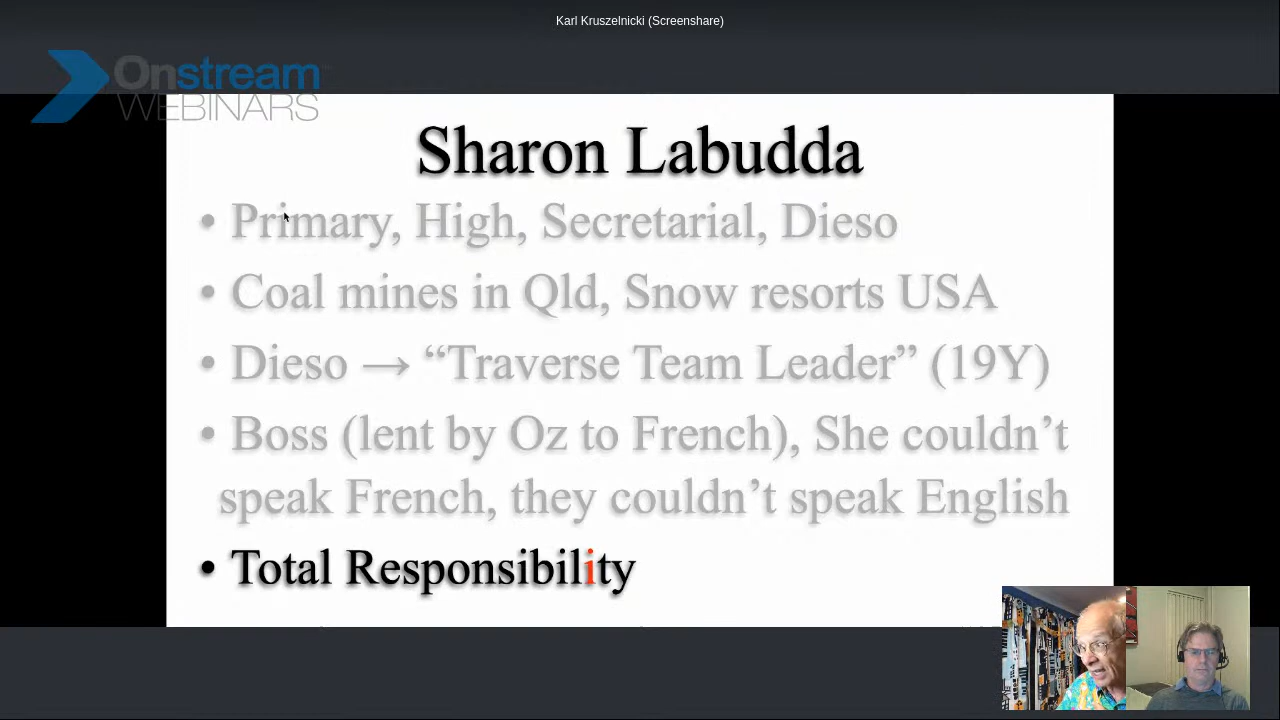 Karl Kruszelnicki (Screenshare)
Onstream
WEBINARS
Sharon Labudda
• Primary, High, Secretarial, Dieso
• Coal mines in Qld, Snow resorts USA
• Dieso → “Traverse Team Leader” (19Y)
• Boss (lent by Oz to French), She couldn’t
speak French, they couldn’t speak English
• Total Responsibility